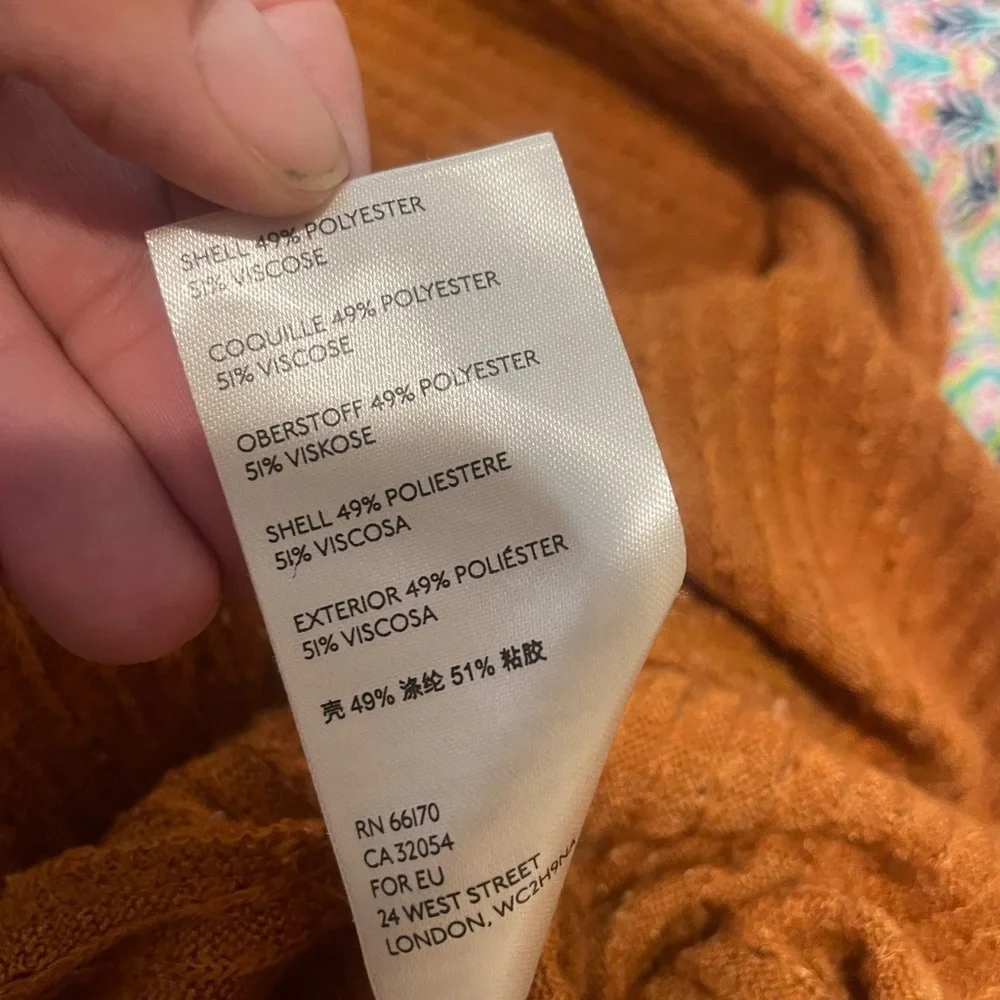 SHELL 49% POLYESTER
51% VISCOSE
COQUILLE 49% POLYESTER
51% VISCOSE
OBERSTOFF 49% POLYESTER
51% VISKOSE
SHELL 49% POLIESTERE
51% VISCOSA
EXTERIOR 49% POLIÉSTER
51% VISCOSA
壳 49% 涤纶 51% 粘胶
RN 66170
CA 32054
FOR EU
24 WEST STREET
LONDON, WC2H9NA